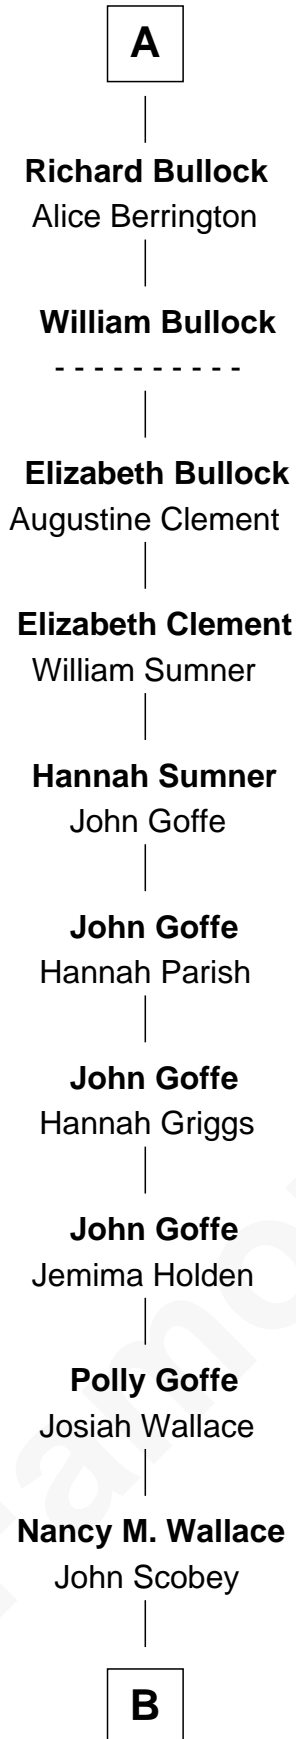 A
Richard Bullock
Alice Berrington
William Bullock
- - - - - - - - - -
Elizabeth Bullock
Augustine Clement
Elizabeth Clement
William Sumner
Hannah Sumner
John Goffe
John Goffe
Hannah Parish
John Goffe
Hannah Griggs
John Goffe
Jemima Holden
Polly Goffe
Josiah Wallace
Nancy M. Wallace
John Scobey
B